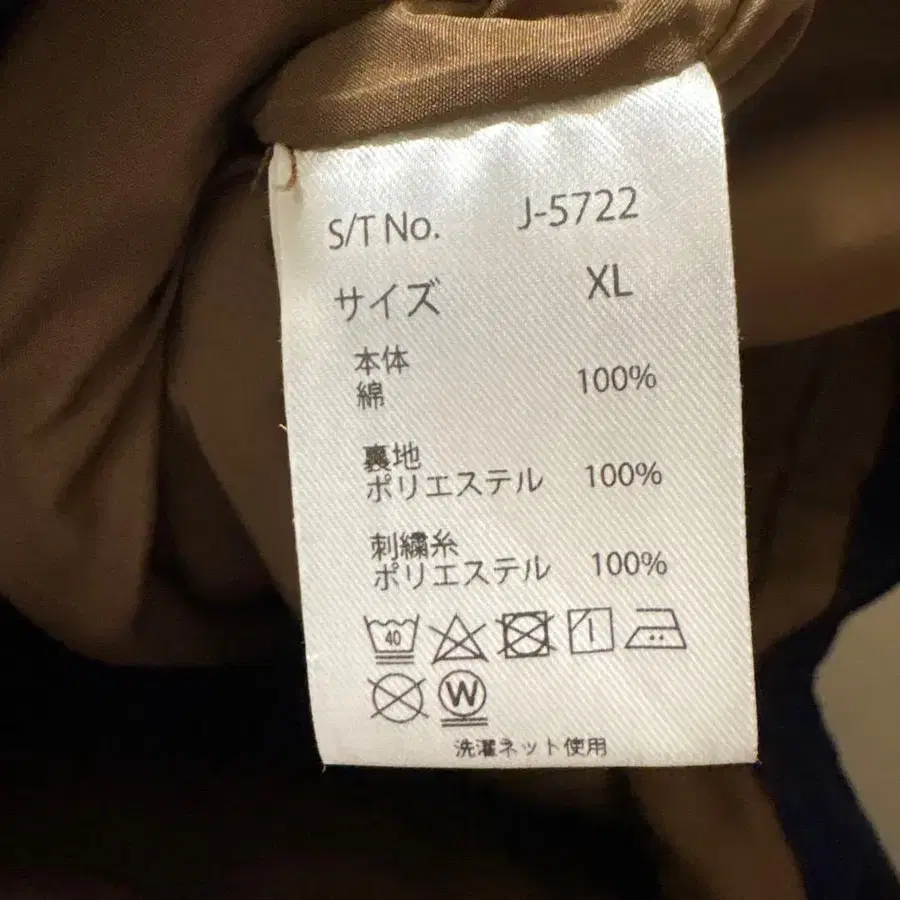 S/T No. J-5722
サイズ XL
本体
綿 100%
裏地
ポリエステル 100%
刺繍糸
ポリエステル 100%
40
W
洗濯ネット使用